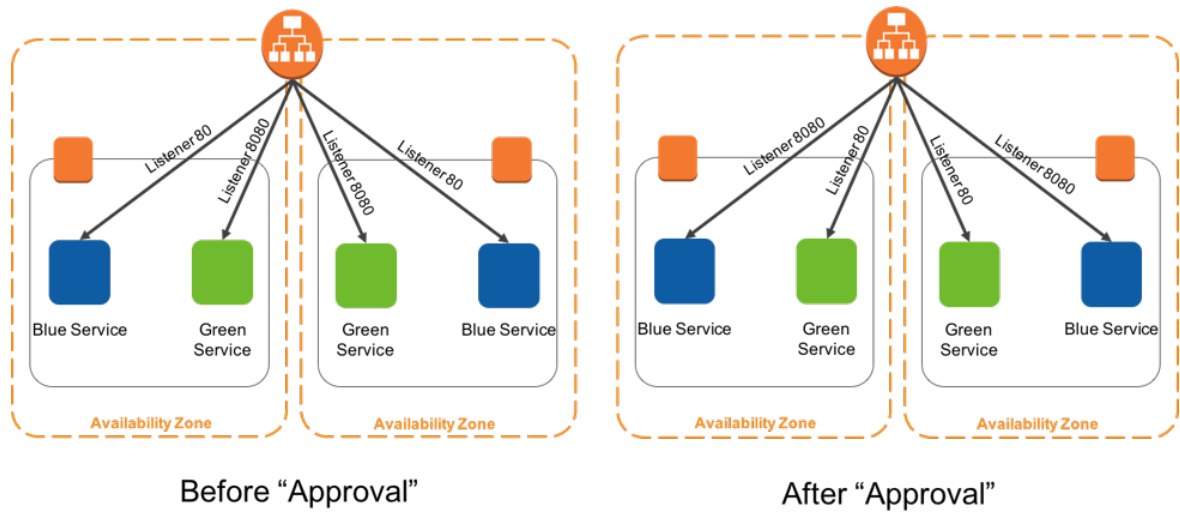 Listener 80
Listener 8080
Listener 8080
Listener 80
Blue Service
Green
Service
Green
Service
Blue Service
Availability Zone
Availability Zone
Before “Approval”
Listener 8080
Listener 80
Listener 80
Listener 8080
Blue Service
Green
Service
Green
Service
Blue Service
Availability Zone
Availability Zone
After “Approval”